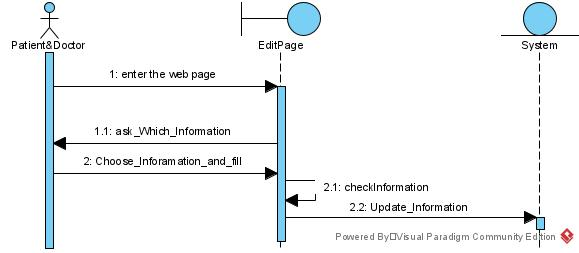 Patient&Doctor
EditPage
System
1: enter the web page
1.1: ask_Which_Information
2: Choose_Inforamation_and_fill
2.1: checkInformation
2.2: Update_Information
Powered By□Visual Paradigm Community Edition